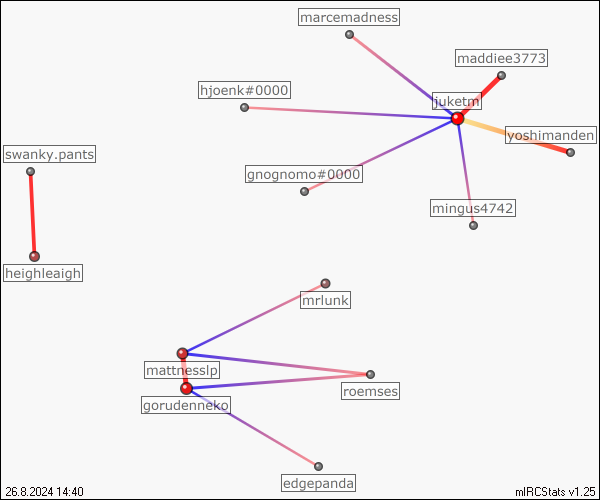 marcemadness
maddiee3773
hjoenk#0000
juketm
yoshimanden
swanky.pants
gnognomo#0000
mingus4742
heighleaigh
mrlunk
mattnesslp
roemses
gorudenneko
edgepanda
26.8.2024 14:40
mIRCStats v1.25